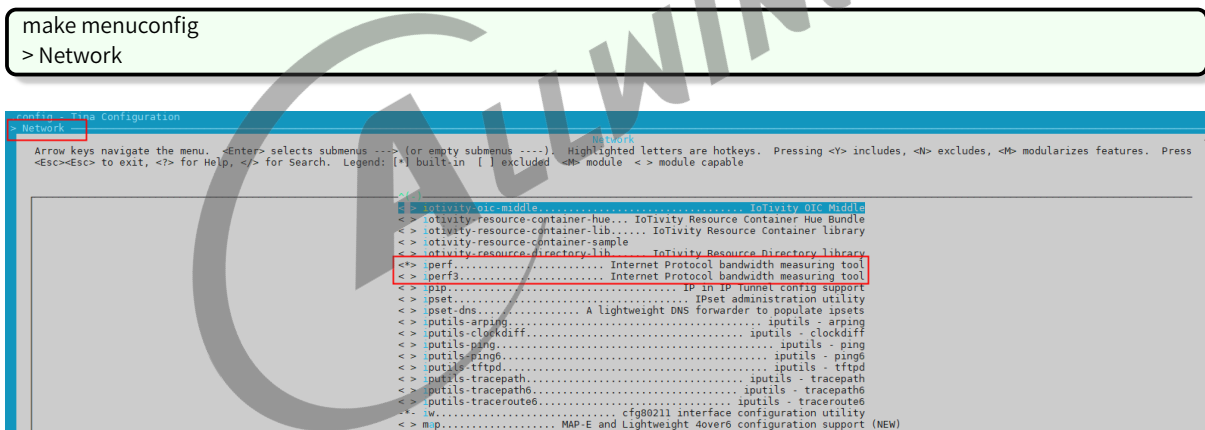 make menuconfig
> Network
ALLWIN
.config - Tina Configuration
> Network
Network
Arrow keys navigate the menu. <Enter> selects submenus ---> (or empty submenus ----). Highlighted letters are hotkeys. Pressing <Y> includes, <N> excludes, <M> modularizes features. Press
<Esc><Esc> to exit, <?> for Help, </> for Search. Legend: [*] built-in [ ] excluded <M> module < > module capable
^(-)
< > iotivity-oic-middle................................. IoTivity OIC Middle
< > iotivity-resource-container-hue... IoTivity Resource Container Hue Bundle
< > iotivity-resource-container-lib...... IoTivity Resource Container library
< > iotivity-resource-container-sample
< > iotivity-resource-directory-lib...... IoTivity Resource Directory library
<*> iperf........................ Internet Protocol bandwidth measuring tool
< > iperf3....................... Internet Protocol bandwidth measuring tool
< > ipip..................................... IP in IP Tunnel config support
< > ipset...................................... IPset administration utility
< > ipset-dns................. A lightweight DNS forwarder to populate ipsets
< > iputils-arping.......................................... iputils - arping
< > iputils-clockdiff.................................... iputils - clockdiff
< > iputils-ping.............................................. iputils - ping
< > iputils-ping6............................................ iputils - ping6
< > iputils-tftpd............................................ iputils - tftpd
< > iputils-tracepath.................................... iputils - tracepath
< > iputils-tracepath6.................................. iputils - tracepath6
< > iputils-traceroute6................................ iputils - traceroute6
-*- iw.............................. cfg80211 interface configuration utility
< > map.................... MAP-E and Lightweight 4over6 configuration support (NEW)